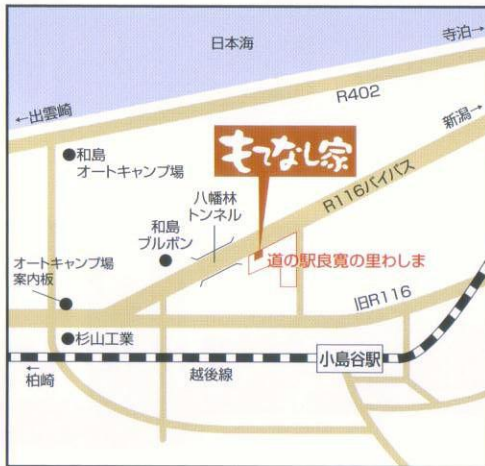 日本海
寺泊→
←出雲崎
R402
新潟→
和島
オートキャンプ場
もてなし家
R116バイパス
八幡林
トンネル
和島
ブルボン
道の駅良寛の里わしま
オートキャンプ場
案内板
旧R116
杉山工業
小島谷駅
←
柏崎
越後線